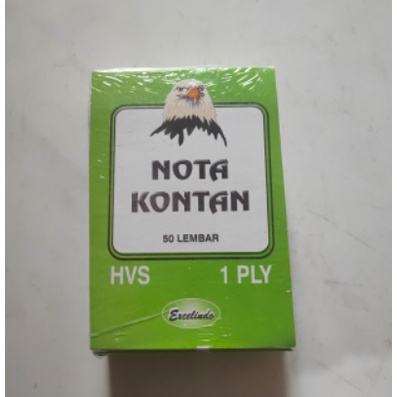 NOTA
KONTAN
50 LEMBAR
HVS 1 PLY
Excelindo